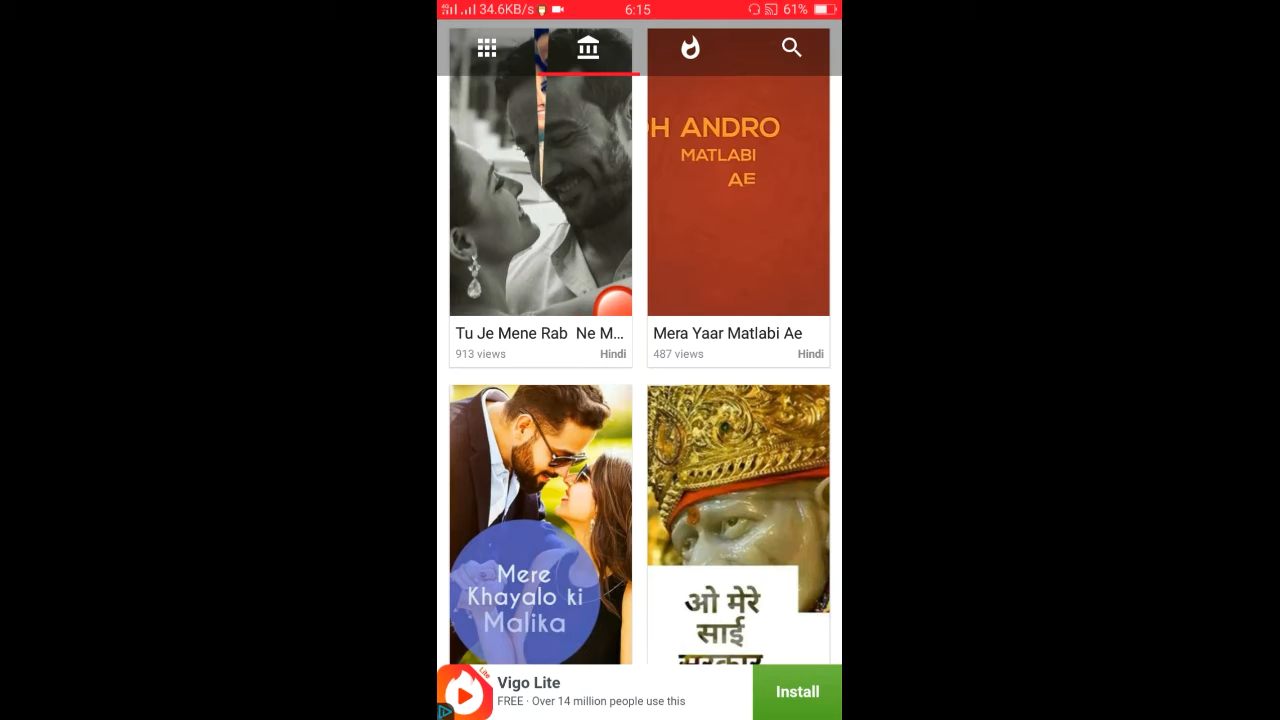 34.6KB/s
6:15
61%
H ANDRO
MATLABI
AE
Tu Je Mene Rab Ne M...
913 views
Hindi
Mera Yaar Matlabi Ae
487 views
Hindi
Mere
Khayalo ki
Malika
ओ मेरे
साई
सरकार
Vigo Lite
FREE · Over 14 million people use this
Install
Lite